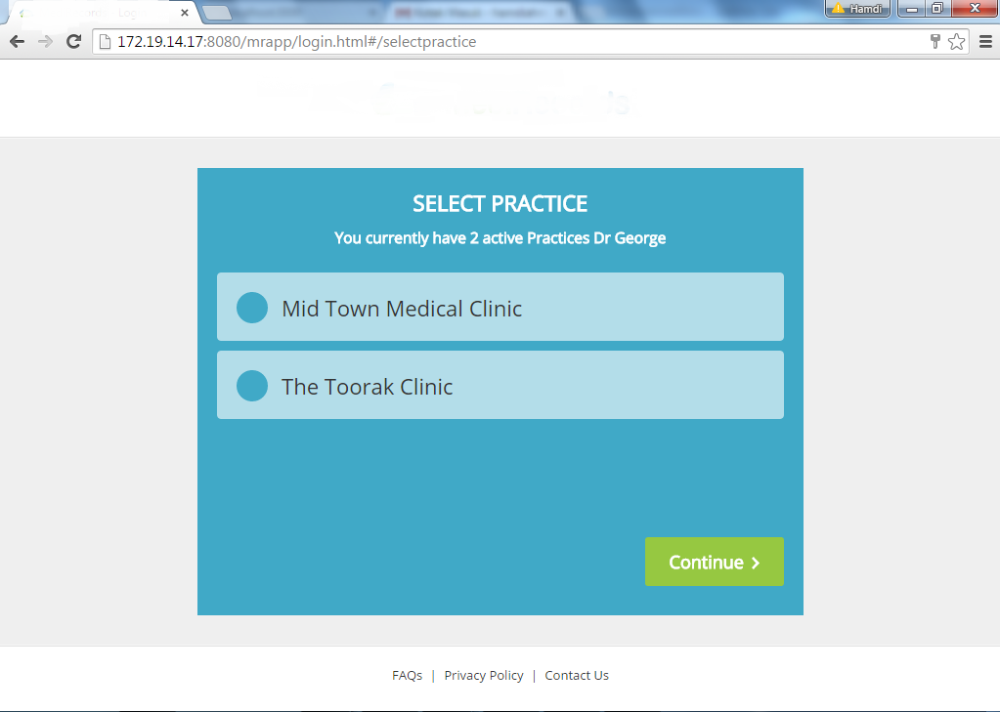 Hamdi
172.19.14.17:8080/mrapp/login.html#/selectpractice
SELECT PRACTICE
You currently have 2 active Practices Dr George
Mid Town Medical Clinic
The Toorak Clinic
Continue
FAQs | Privacy Policy | Contact Us